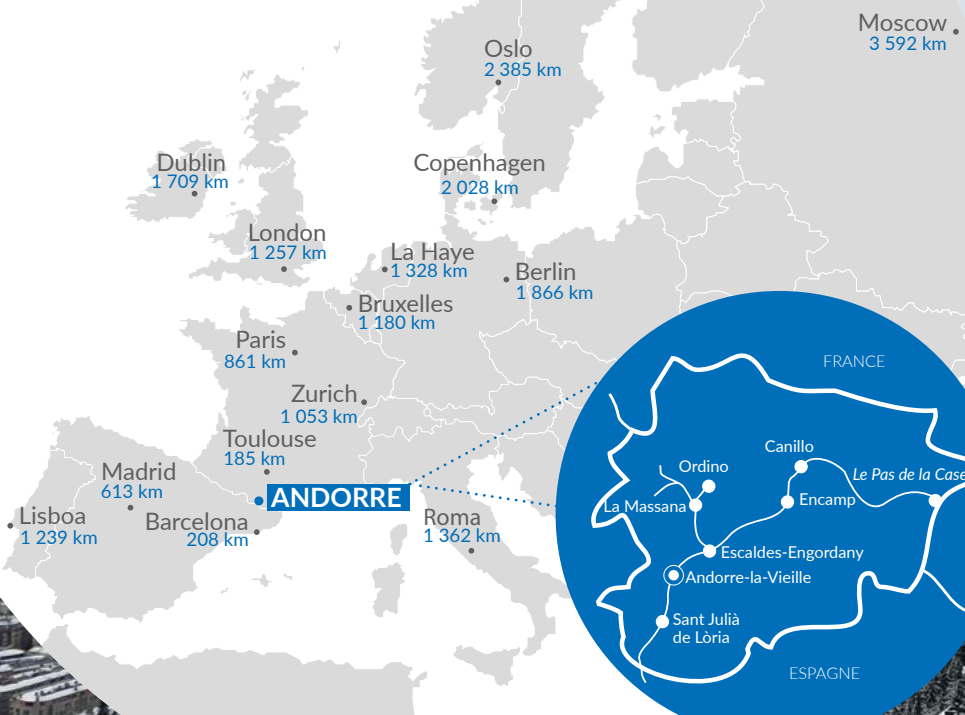 Moscow
3 592 km
Oslo
2 385 km
Dublin
1 709 km
Copenhagen
2 028 km
London
1 257 km
La Haye
1 328 km
Berlin
1 866 km
Bruxelles
1 180 km
Paris
861 km
Zurich
1 053 km
Toulouse
185 km
Madrid
613 km
ANDORRE
Lisboa
1 239 km
Barcelona
208 km
Roma
1 362 km
FRANCE
Canillo
Ordino
Le Pas de la Case
La Massana
Encamp
Escaldes-Engordany
Andorre-la-Vieille
Sant Julià
de Lòria
ESPAGNE